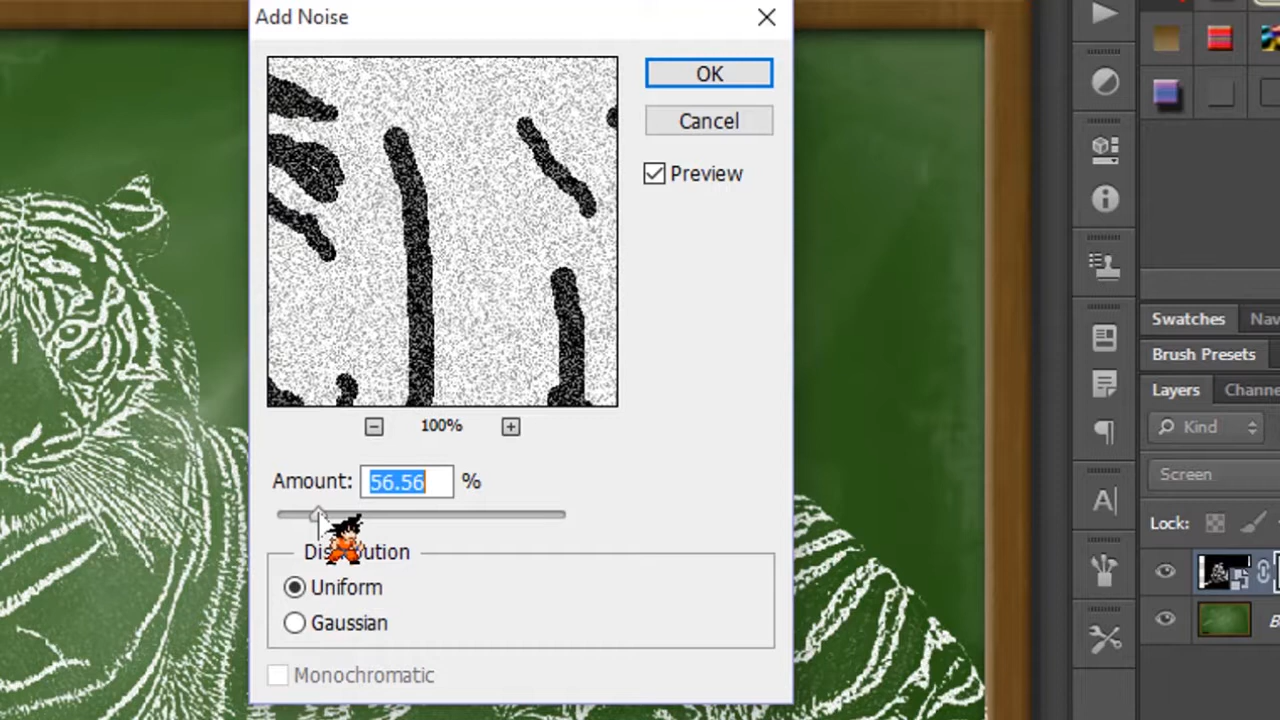 Add Noise
OK
Cancel
Preview
100%
Amount: 56.56 %
Uniform
Gaussian
Monochromatic
Swatches
Brush Presets
Layers
Kind
Screen
Lock: